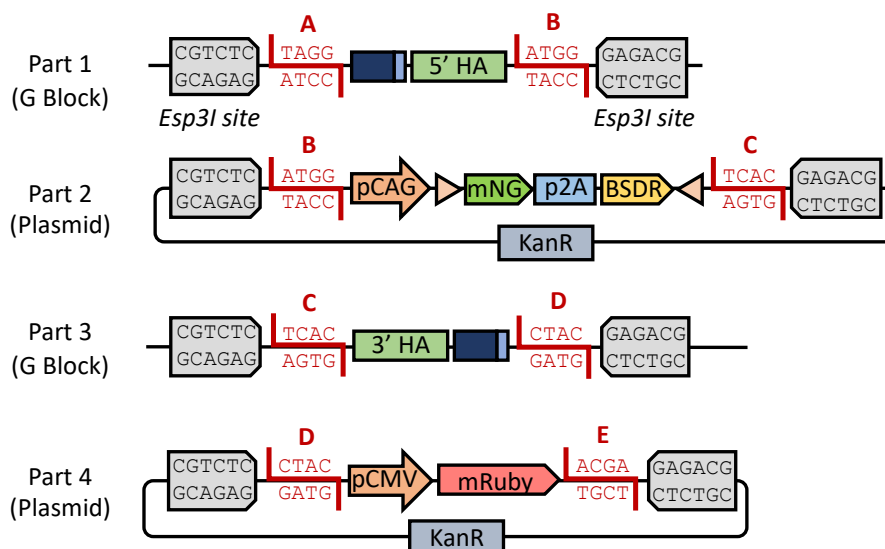 A B
Part 1 CGTCTC TAGG 5’ HA ATGG GAGACG
(G Block) GCAGAG ATCC TACC CTCTGC
Esp3I site Esp3I site
B C
Part 2 CGTCTC ATGG pCAG mNG p2A BSDR TCAC GAGACG
(Plasmid) GCAGAG TACC AGTG CTCTGC
KanR
C D
Part 3 CGTCTC TCAC 3’ HA CTAC GAGACG
(G Block) GCAGAG AGTG GATG CTCTGC
D E
Part 4 CGTCTC CTAC pCMV mRuby ACGA GAGACG
(Plasmid) GCAGAG GATG TGCT CTCTGC
KanR